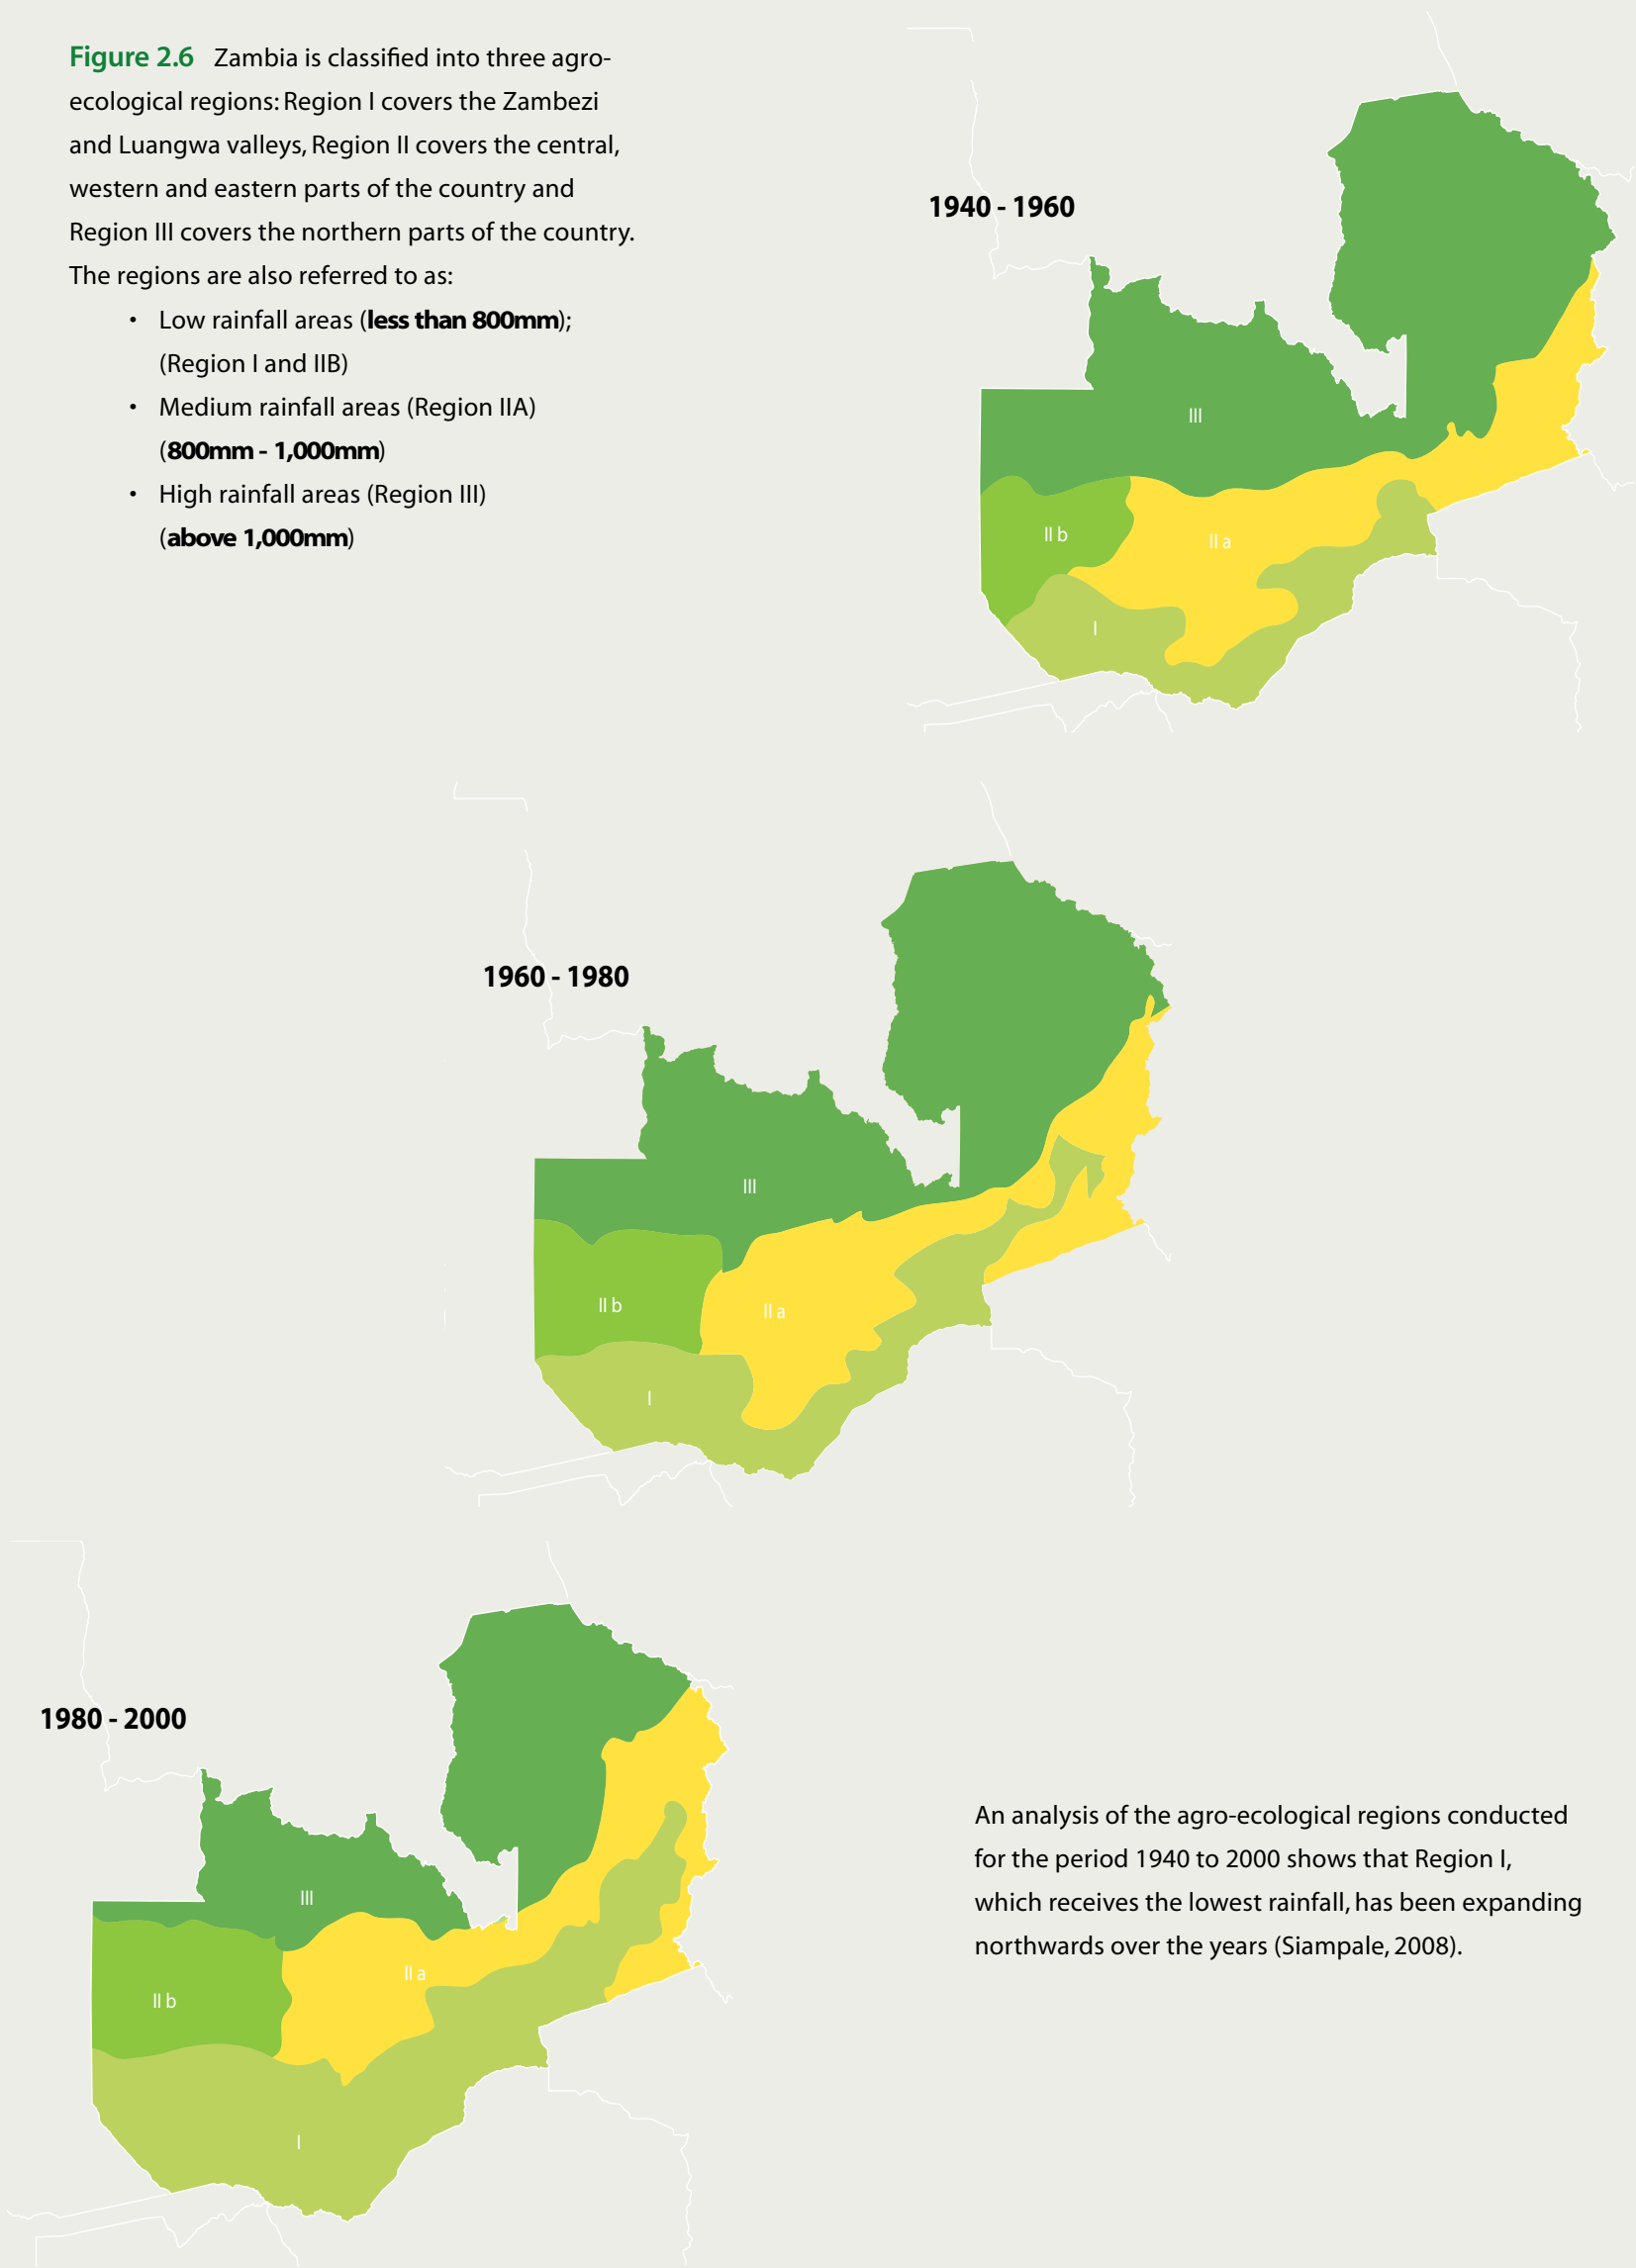 Figure 2.6 Zambia is classified into three agro-
ecological regions: Region I covers the Zambezi
and Luangwa valleys, Region II covers the central,
western and eastern parts of the country and
Region III covers the northern parts of the country.
The regions are also referred to as:
• Low rainfall areas (less than 800mm);
(Region I and IIB)
• Medium rainfall areas (Region IIA)
(800mm - 1,000mm)
• High rainfall areas (Region III)
(above 1,000mm)
1940 - 1960
III
II b
II a
I
1960 - 1980
III
II b
II a
I
1980 - 2000
III
II a
II b
I
An analysis of the agro-ecological regions conducted
for the period 1940 to 2000 shows that Region I,
which receives the lowest rainfall, has been expanding
northwards over the years (Siampale, 2008).